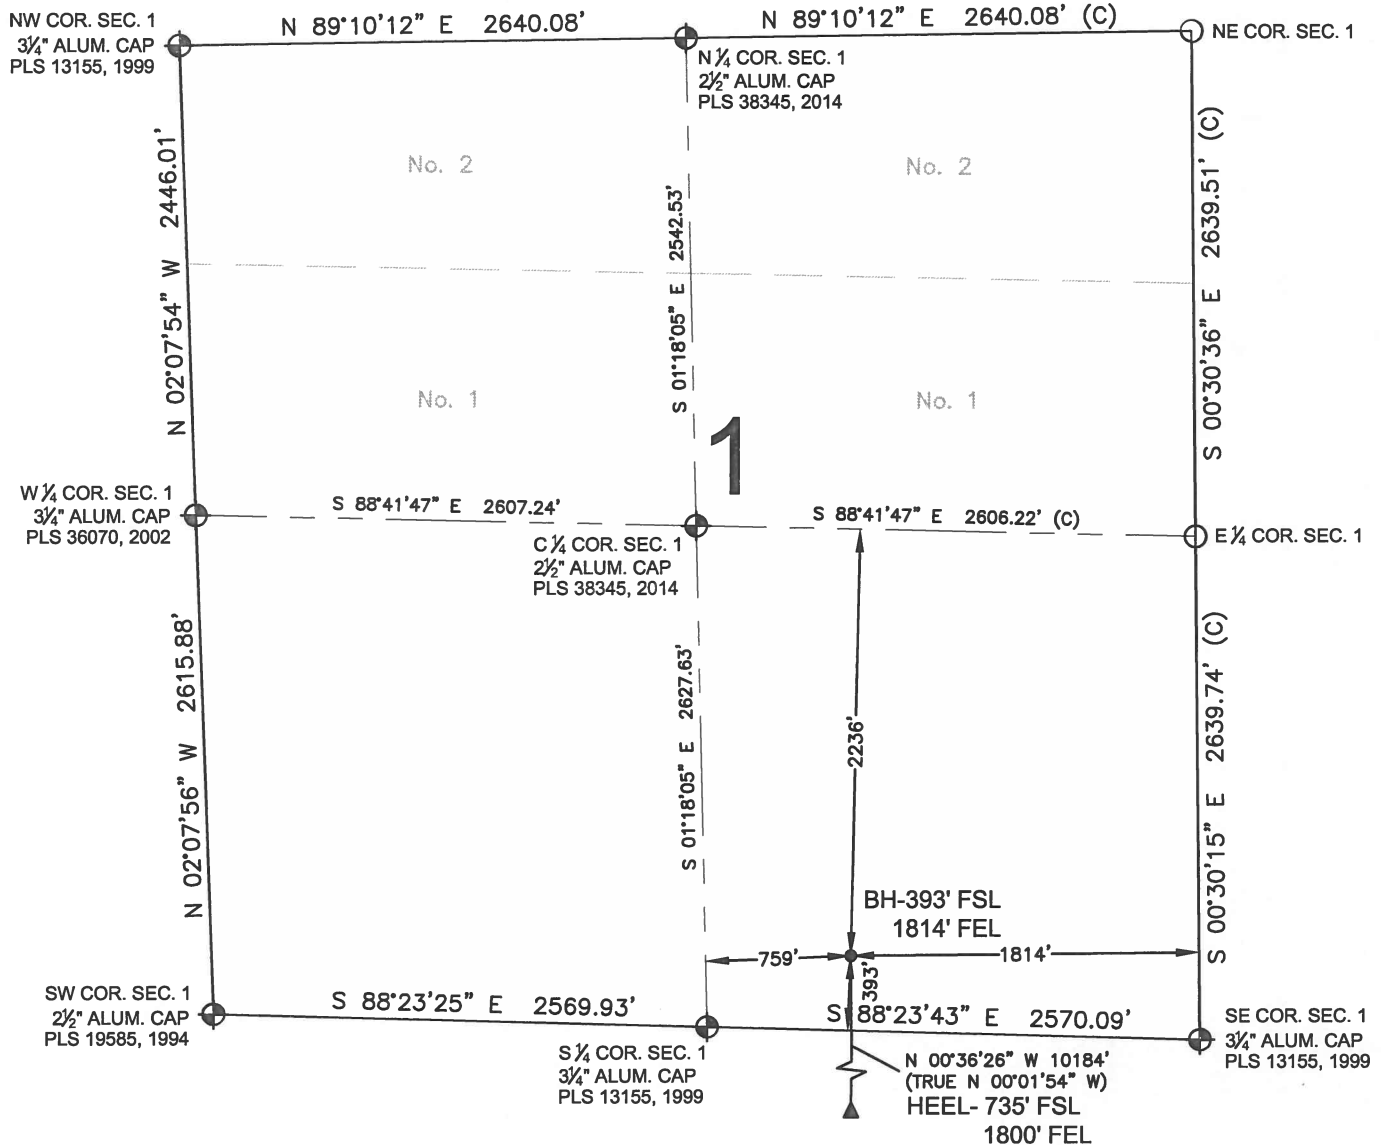 NW COR. SEC. 1
3¼" ALUM. CAP
PLS 13155, 1999
N 89°10'12" E 2640.08'
N 89°10'12" E 2640.08' (C)
NE COR. SEC. 1
N ¼ COR. SEC. 1
2½" ALUM. CAP
PLS 38345, 2014
N 02°07'54" W 2446.01'
No. 2
S 01°18'05" E 2542.53'
No. 2
S 00°30'36" E 2639.51' (C)
No. 1
No. 1
1
W ¼ COR. SEC. 1
3¼" ALUM. CAP
PLS 36070, 2002
S 88°41'47" E 2607.24'
S 88°41'47" E 2606.22' (C)
E ¼ COR. SEC. 1
C ¼ COR. SEC. 1
2½" ALUM. CAP
PLS 38345, 2014
N 02°07'56" W 2615.88'
S 01°18'05" E 2627.63'
2236'
S 00°30'15" E 2639.74' (C)
BH-393' FSL
1814' FEL
759'
1814'
393'
SW COR. SEC. 1
2½" ALUM. CAP
PLS 19585, 1994
S 88°23'25" E 2569.93'
S 88°23'43" E 2570.09'
SE COR. SEC. 1
3¼" ALUM. CAP
PLS 13155, 1999
S ¼ COR. SEC. 1
3¼" ALUM. CAP
PLS 13155, 1999
N 00°36'26" W 10184'
(TRUE N 00°01'54" W)
HEEL- 735' FSL
1800' FEL